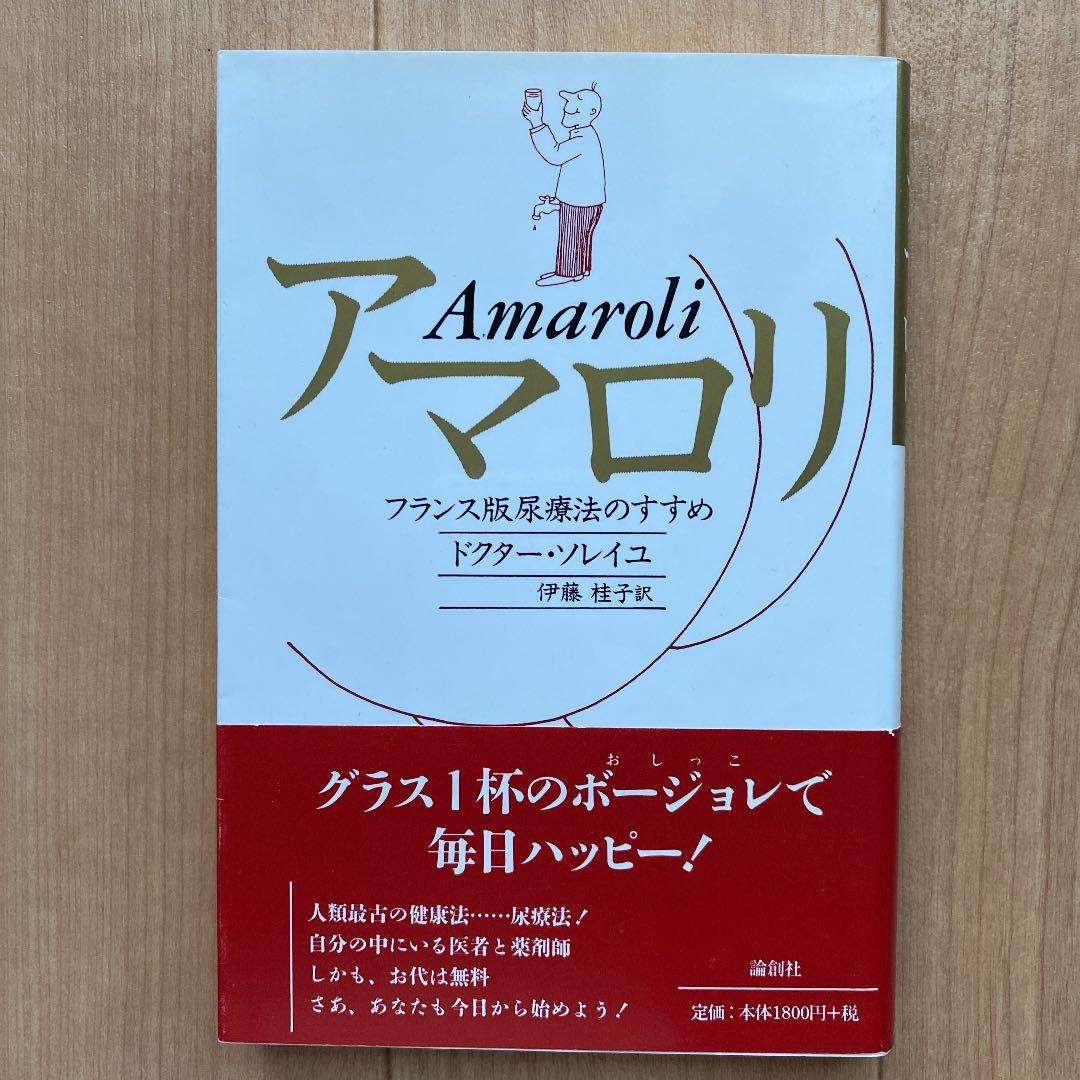 Amaroli
アマロリ
フランス版尿療法のすすめ
ドクター・ソレイユ
伊藤 桂子訳
おしっこ
グラス1杯のボージョレで
毎日ハッピー!
人類最古の健康法……尿療法!
自分の中にいる医者と薬剤師
しかも、お代は無料
さあ、あなたも今日から始めよう!
論創社
定価:本体1800円+税